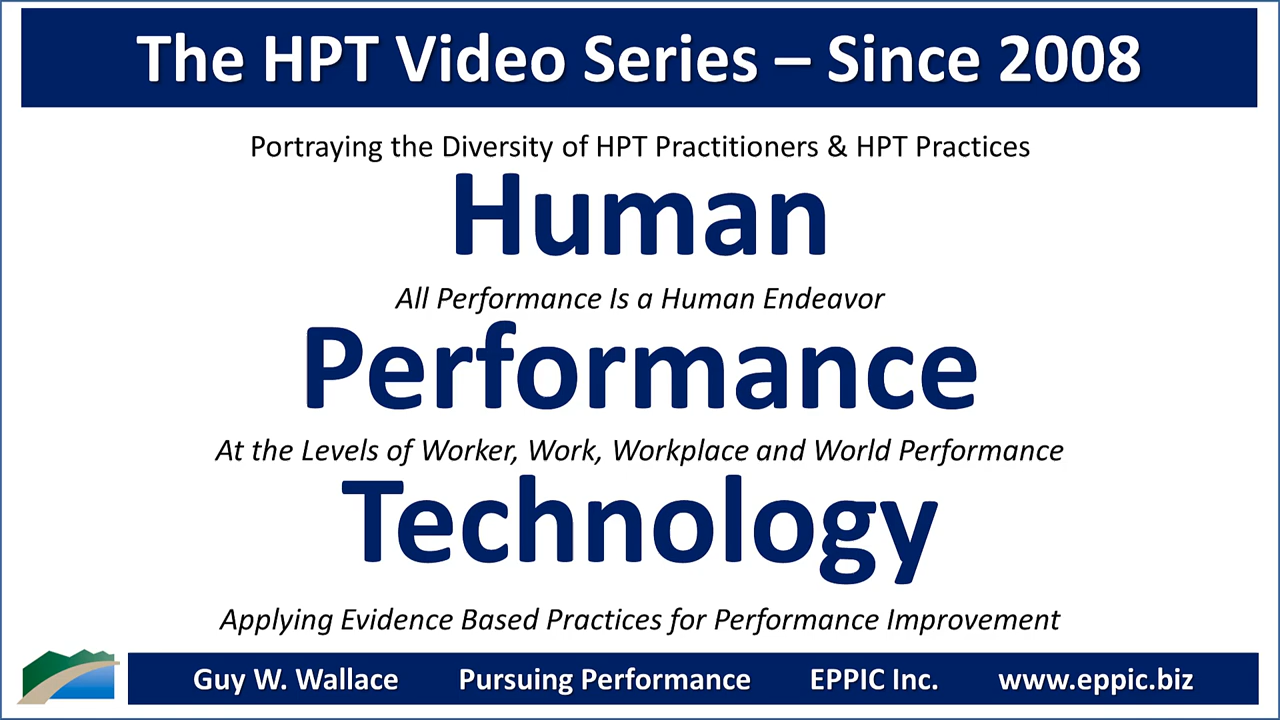 The HPT Video Series – Since 2008
Portraying the Diversity of HPT Practitioners & HPT Practices
Human
All Performance Is a Human Endeavor
Performance
At the Levels of Worker, Work, Workplace and World Performance
Technology
Applying Evidence Based Practices for Performance Improvement
Guy W. Wallace Pursuing Performance EPPIC Inc. www.eppic.biz